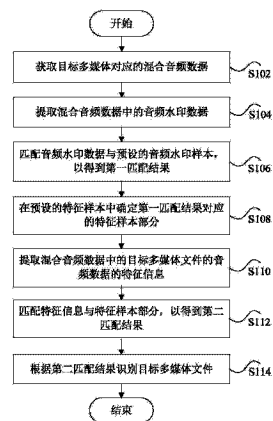 开始
获取目标多媒体对应的混合音频数据
S102
提取混合音频数据中的音频水印数据
S104
匹配音频水印数据与预设的音频水印样本,
以得到第一匹配结果
S106
在预设的特征样本中确定第一匹配结果对应
的特征样本部分
S108
提取混合音频数据中的目标多媒体文件的音
频数据的特征信息
S110
匹配特征信息与特征样本部分，以得到第二
匹配结果
S112
根据第二匹配结果识别目标多媒体文件
S114
结束